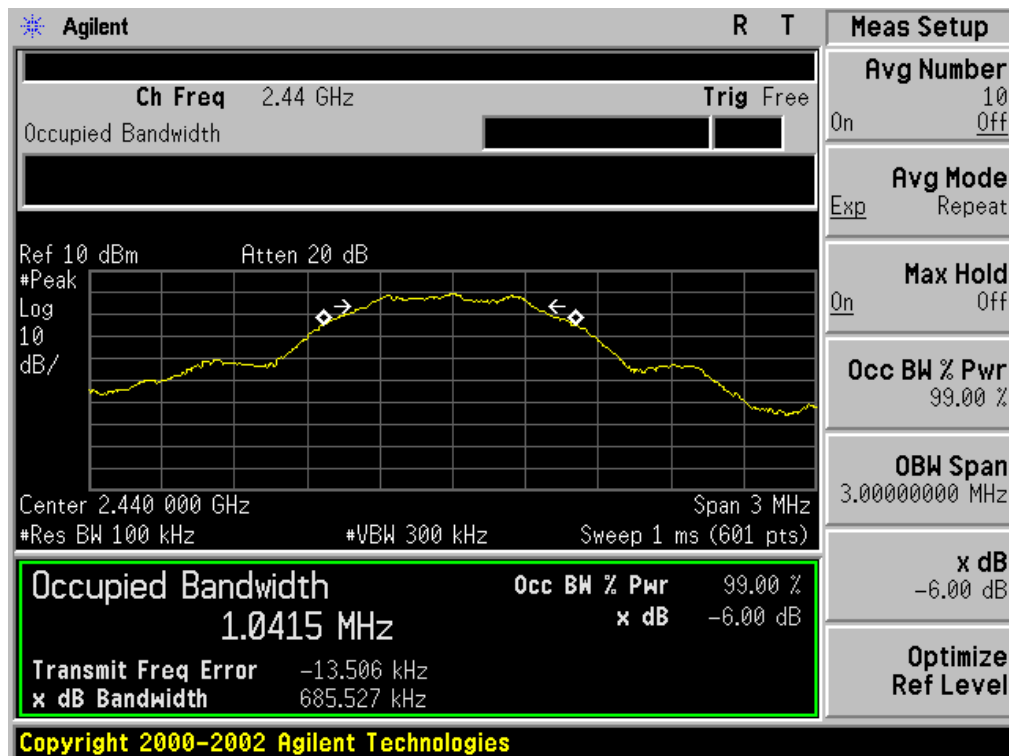 Agilent R T
Ch Freq 2.44 GHz Trig Free
Occupied Bandwidth
Ref 10 dBm Atten 20 dB
#Peak
Log
10
dB/
Center 2.440 000 GHz Span 3 MHz
#Res BW 100 kHz #VBW 300 kHz Sweep 1 ms (601 pts)
Occupied Bandwidth Occ BW % Pwr 99.00 %
1.0415 MHz x dB -6.00 dB
Transmit Freq Error -13.506 kHz
x dB Bandwidth 685.527 kHz
Meas Setup
Avg Number
10
On Off
Avg Mode
Exp Repeat
Max Hold
On Off
Occ BW % Pwr
99.00 %
OBW Span
3.00000000 MHz
x dB
-6.00 dB
Optimize
Ref Level
Copyright 2000-2002 Agilent Technologies